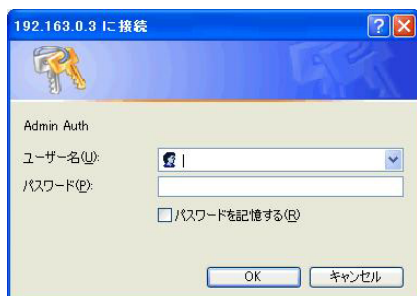 192.163.0.3 に接続
Admin Auth
ユーザー名(U):
パスワード(P):
パスワードを記憶する(R)
OK キャンセル